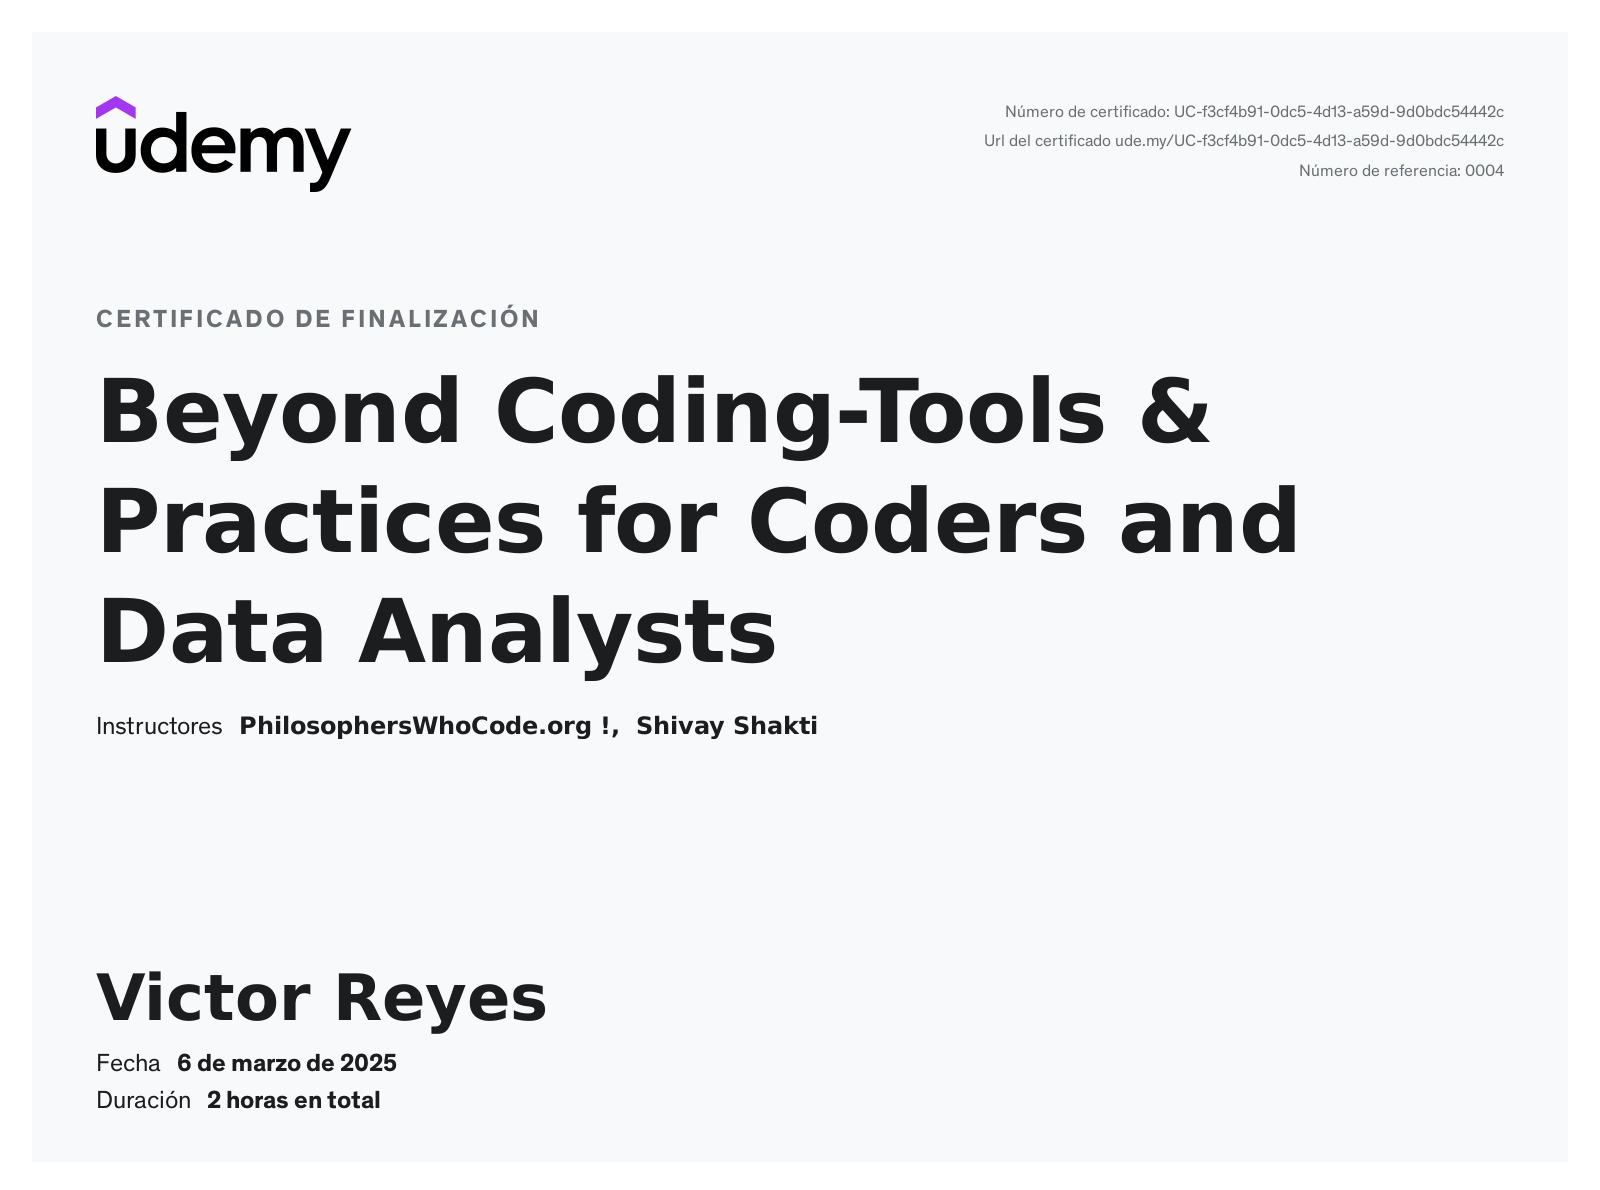 udemy
Número de certificado: UC-f3cf4b91-0dc5-4d13-a59d-9d0bdc54442c
Url del certificado ude.my/UC-f3cf4b91-0dc5-4d13-a59d-9d0bdc54442c
Número de referencia: 0004
CERTIFICADO DE FINALIZACIÓN
Beyond Coding-Tools &
Practices for Coders and
Data Analysts
Instructores PhilosophersWhoCode.org !, Shivay Shakti
Victor Reyes
Fecha 6 de marzo de 2025
Duración 2 horas en total